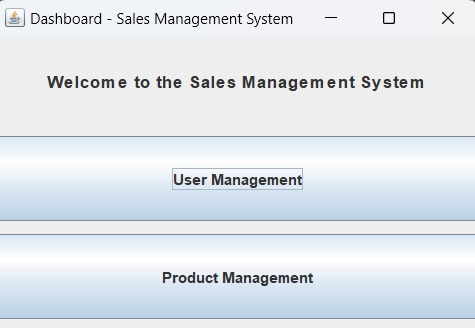 Dashboard - Sales Management System
Welcome to the Sales Management System
User Management
Product Management